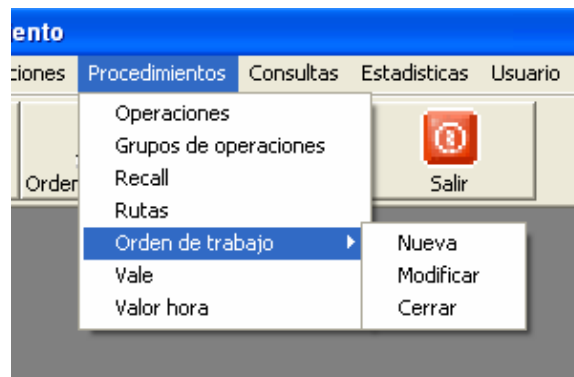 ento
ciones Procedimientos Consultas Estadisticas Usuario
Operaciones
Grupos de operaciones
Recall
Rutas
Orden de trabajo
Vale
Valor hora
Nueva
Modificar
Cerrar
Orden
Salir